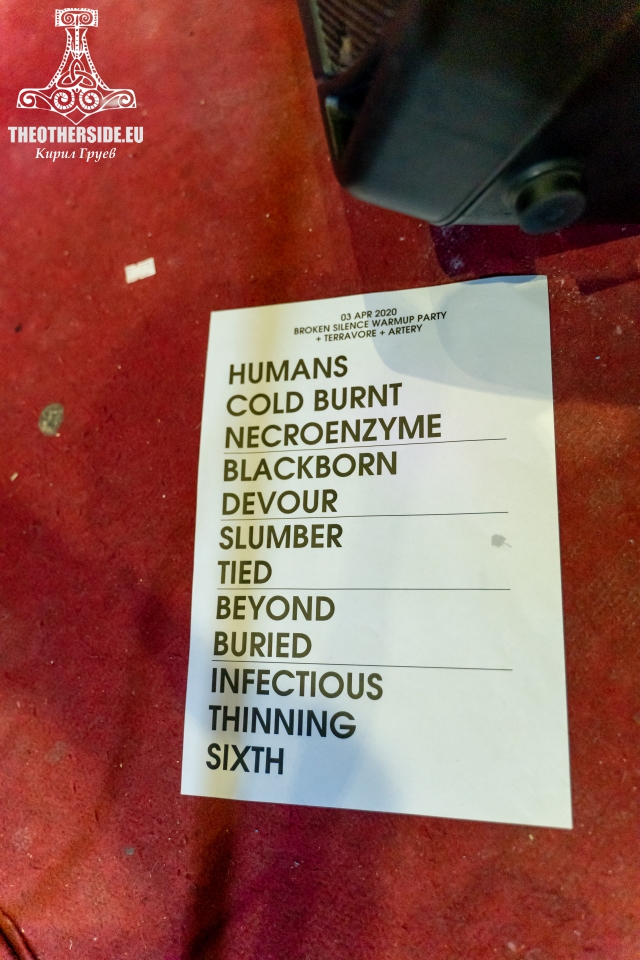 THEOTHERSIDE.EU
Кирил Груев
03 APR 2020
BROKEN SILENCE WARMUP PARTY
+ TERRAVORE + ARTERY
HUMANS
COLD BURNT
NECROENZYME
BLACKBORN
DEVOUR
SLUMBER
TIED
BEYOND
BURIED
INFECTIOUS
THINNING
SIXTH